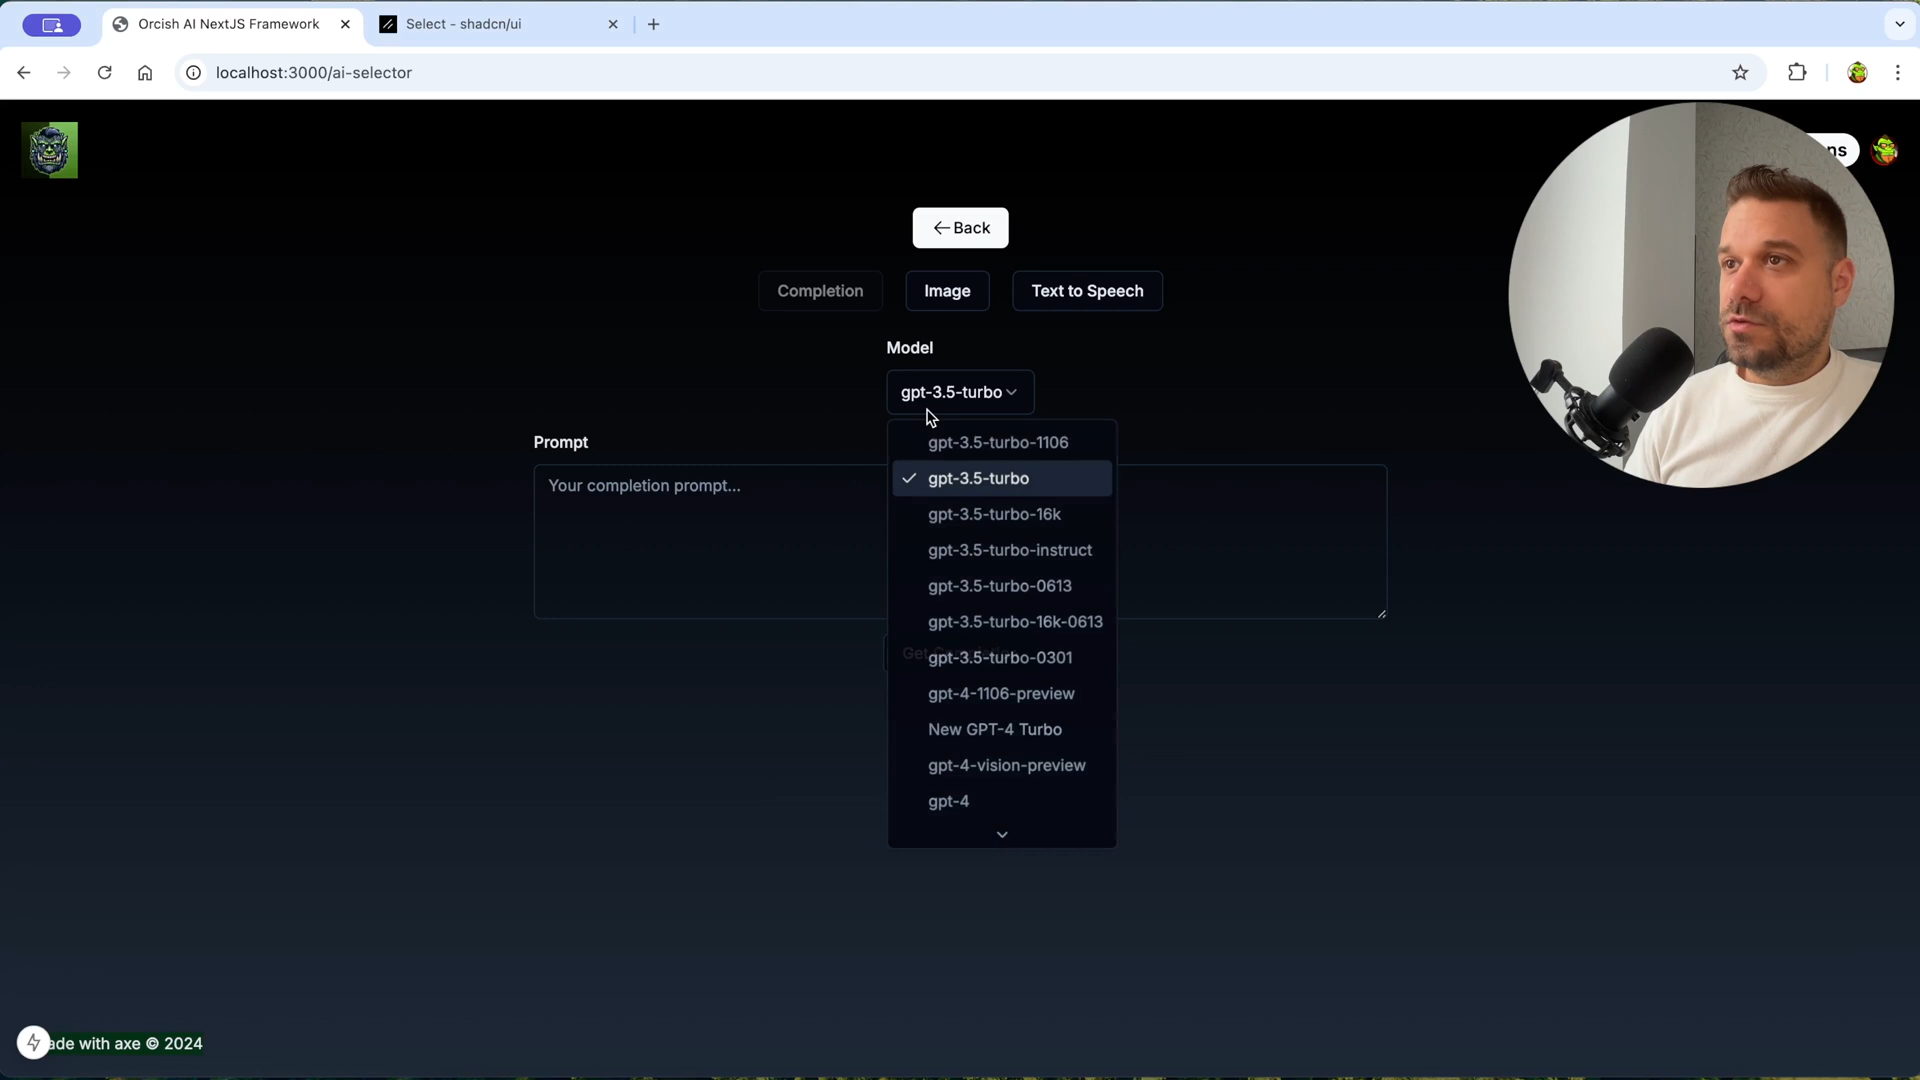 Orcish AI NextJS Framework
Select - shadcn/ui
localhost:3000/ai-selector
ns
Back
Completion
Image
Text to Speech
Model
gpt-3.5-turbo
Prompt
Your completion prompt...
gpt-3.5-turbo-1106
gpt-3.5-turbo
gpt-3.5-turbo-16k
gpt-3.5-turbo-instruct
gpt-3.5-turbo-0613
gpt-3.5-turbo-16k-0613
Get
gpt-3.5-turbo-0301
gpt-4-1106-preview
New GPT-4 Turbo
gpt-4-vision-preview
gpt-4
ade with axe © 2024